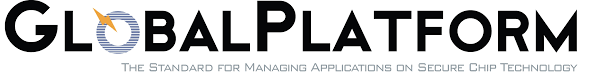 GLOBALPLATFORM
THE STANDARD FOR MANAGING APPLICATIONS ON SECURE CHIP TECHNOLOGY